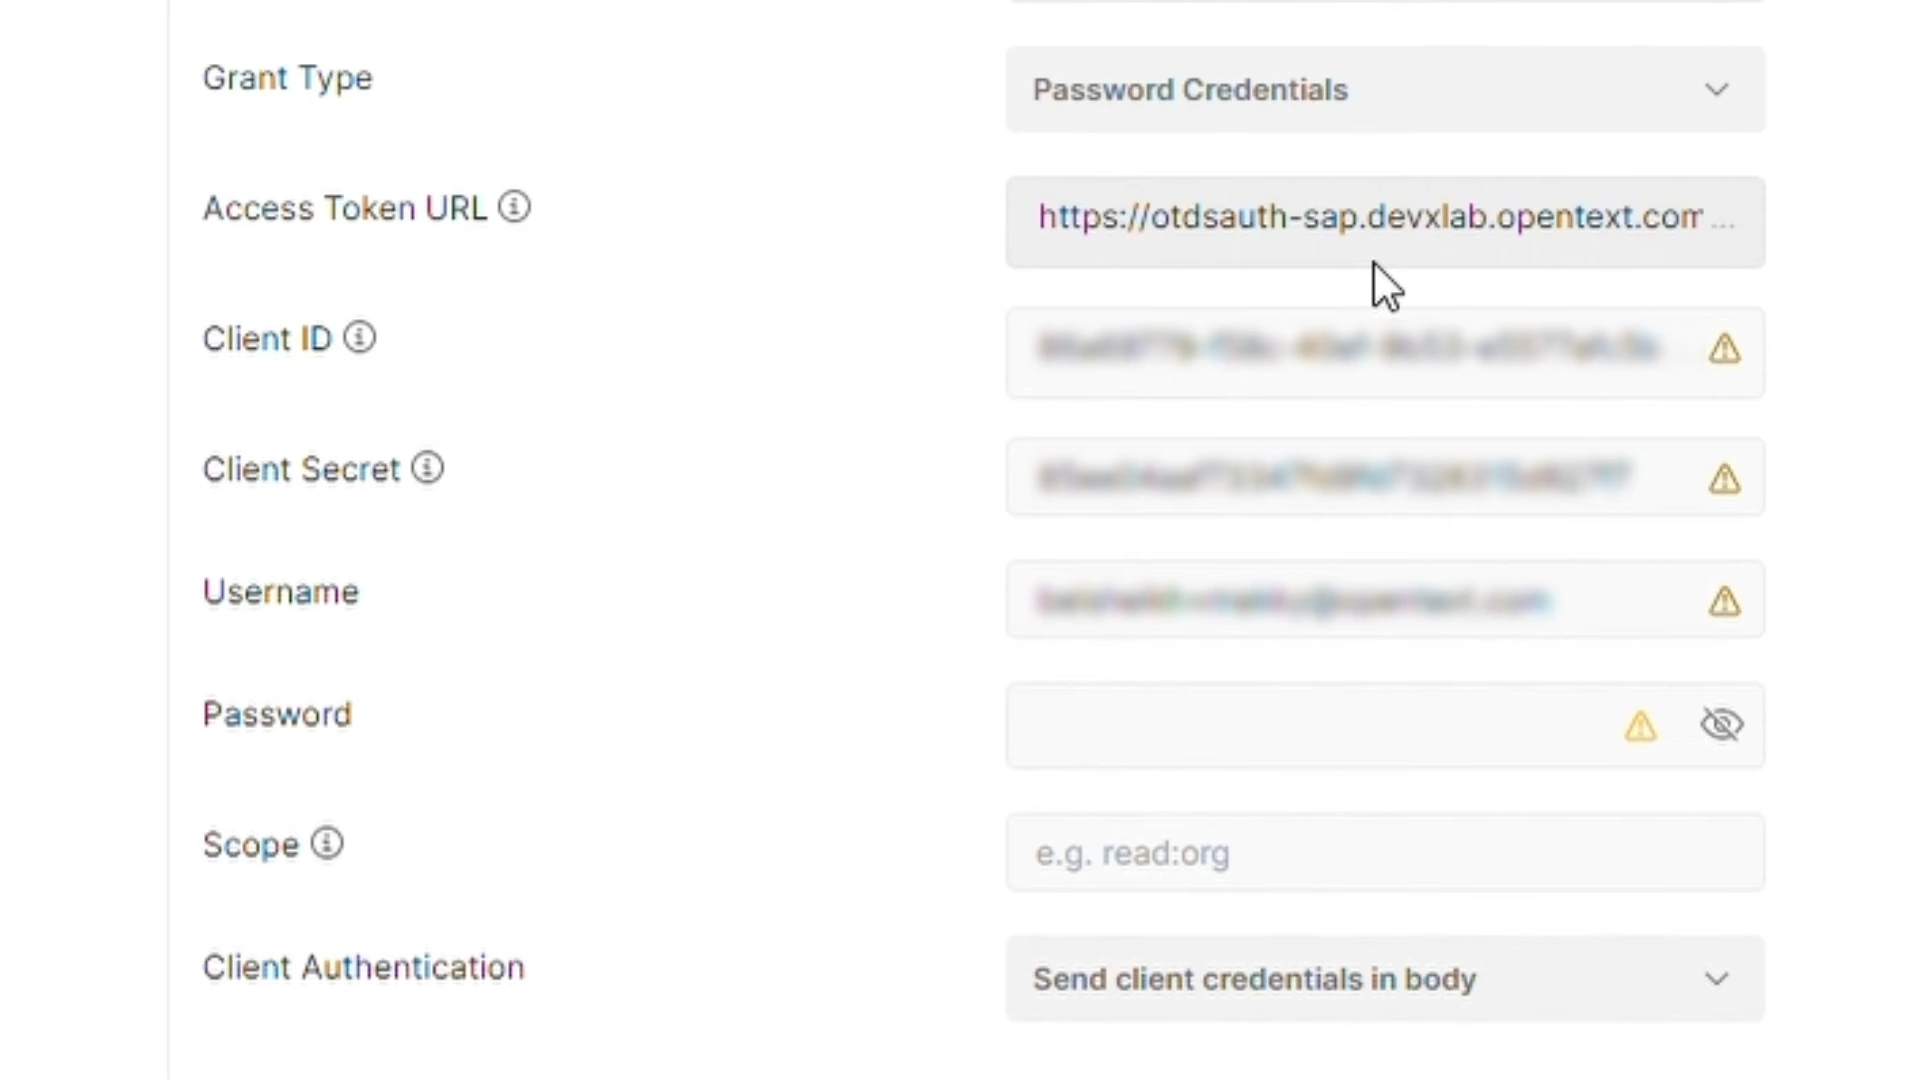 Grant Type
Password Credentials
Access Token URL
https://otdsauth-sap.devxlab.opentext.com ...
Client ID
Client Secret
Username
Password
Scope
e.g. read:org
Client Authentication
Send client credentials in body